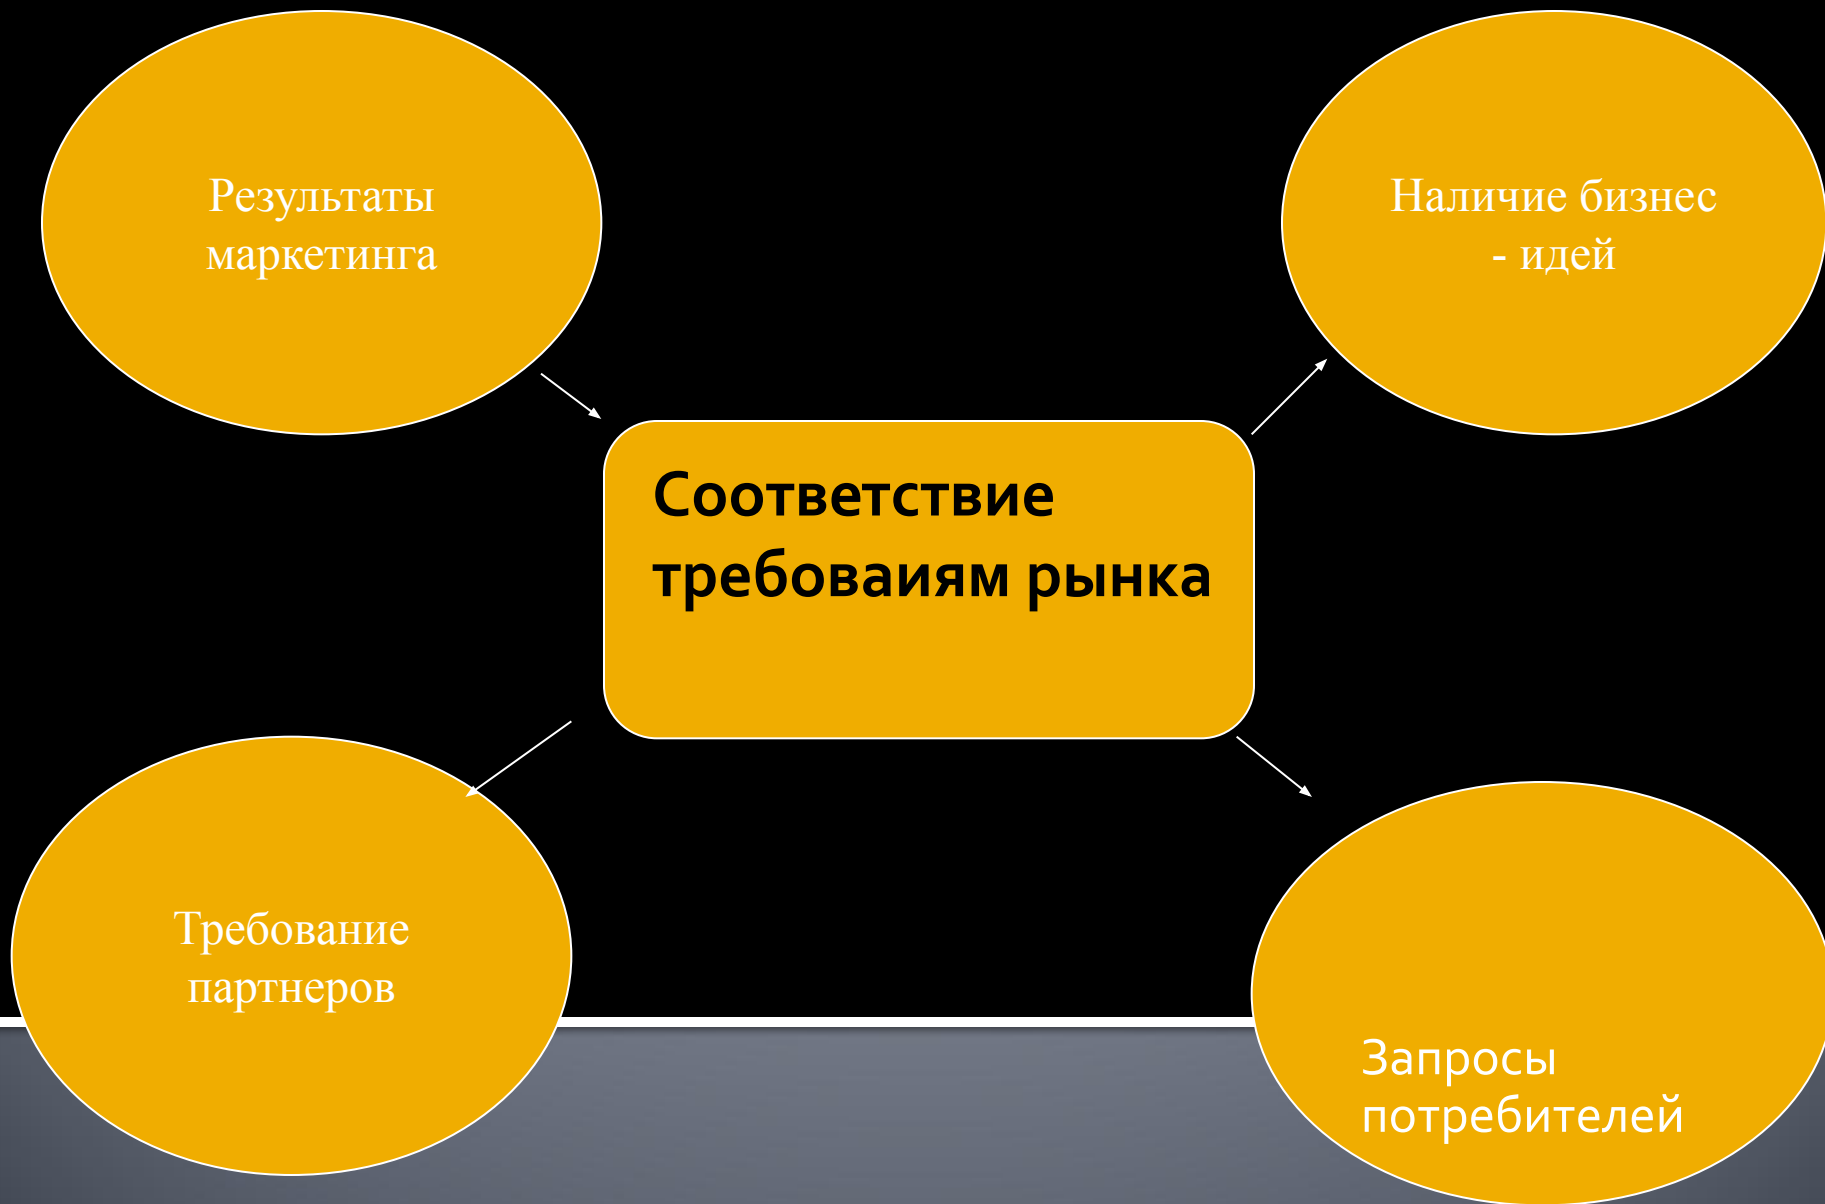 Результаты
маркетинга
Наличие бизнес
- идей
Соответствие
требоваиям рынка
Требование
партнеров
Запросы
потребителей